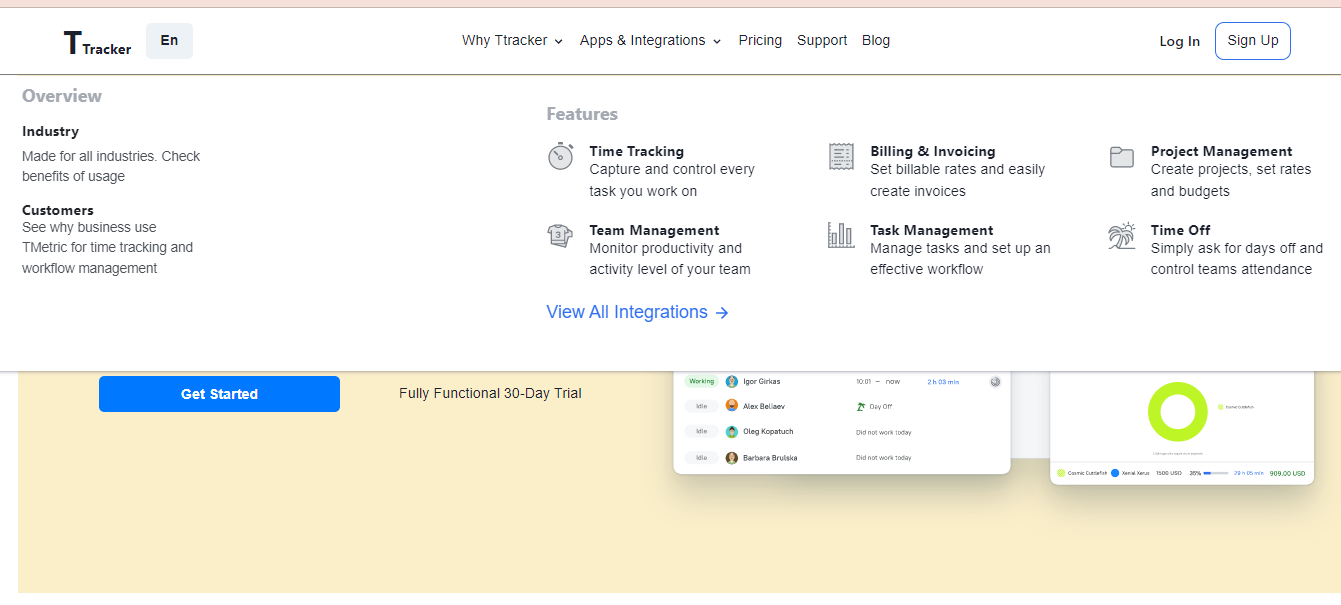 T Tracker
En
Why Ttracker
Apps & Integrations
Pricing
Support
Blog
Log In
Sign Up
Overview
Industry
Made for all industries. Check
benefits of usage
Customers
See why business use
TMetric for time tracking and
workflow management
Features
Time Tracking
Capture and control every
task you work on
Billing & Invoicing
Set billable rates and easily
create invoices
Project Management
Create projects, set rates
and budgets
Team Management
Monitor productivity and
activity level of your team
3
Task Management
Manage tasks and set up an
effective workflow
Time Off
Simply ask for days off and
control teams attendance
View All Integrations →
Get Started
Fully Functional 30-Day Trial
Working Igor Girkas 10:01 – now 2 h 03 min
Idle Alex Beliaev Day Off
Idle Oleg Kopatuch Did not work today
Idle Barbara Brulska Did not work today
Cosmic Cuttlefish
Cosmic Cuttlefish Xenial Xerus 1500 USD 35% 909.00 USD